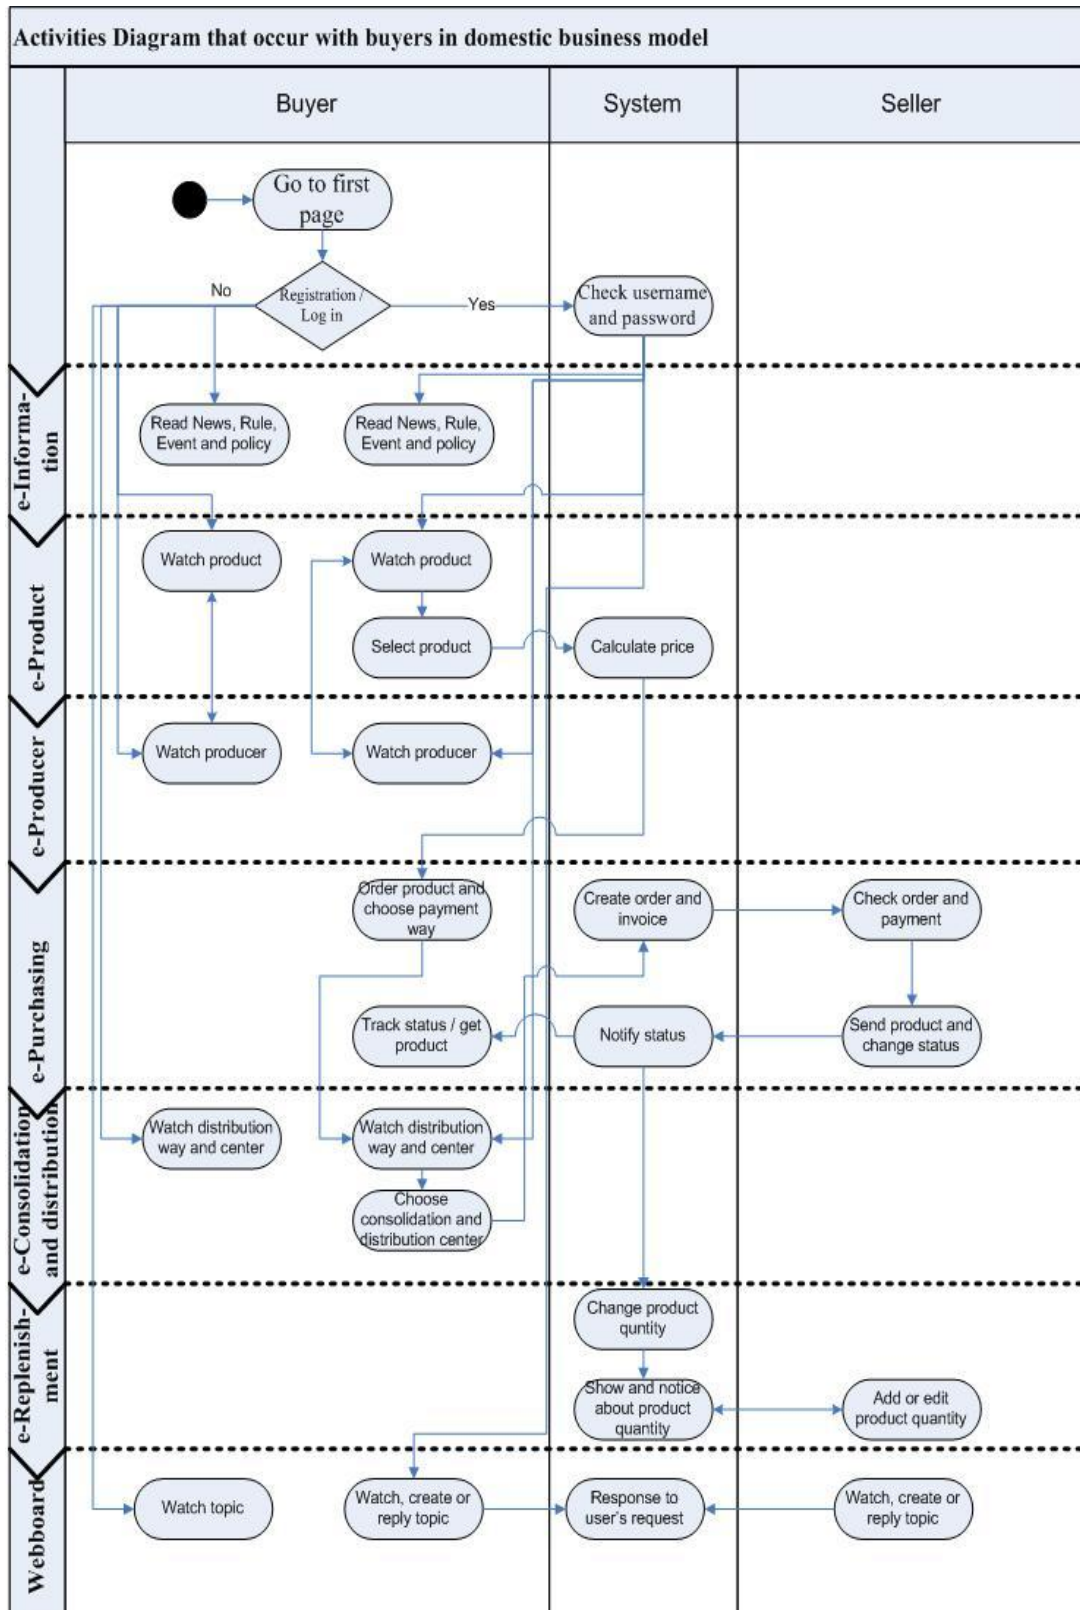 Activities Diagram that occur with buyers in domestic business model
Buyer
System
Seller
Go to first
page
No
Registration /
Log in
Yes
Check username
and password
e-Informa-
tion
Read News, Rule,
Event and policy
Read News, Rule,
Event and policy
e-Product
Watch product
Watch product
Select product
Calculate price
e-Producer
Watch producer
Watch producer
e-Purchasing
Order product and
choose payment
way
Create order and
invoice
Check order and
payment
Track status / get
product
Notify status
Send product and
change status
e-Consolidation
and distribution
Watch distribution
way and center
Watch distribution
way and center
Choose
consolidation and
distribution center
e-Replenish-
ment
Change product
quntity
Show and notice
about product
quantity
Add or edit
product quantity
Webboard
Watch topic
Watch, create or
reply topic
Response to
user's request
Watch, create or
reply topic